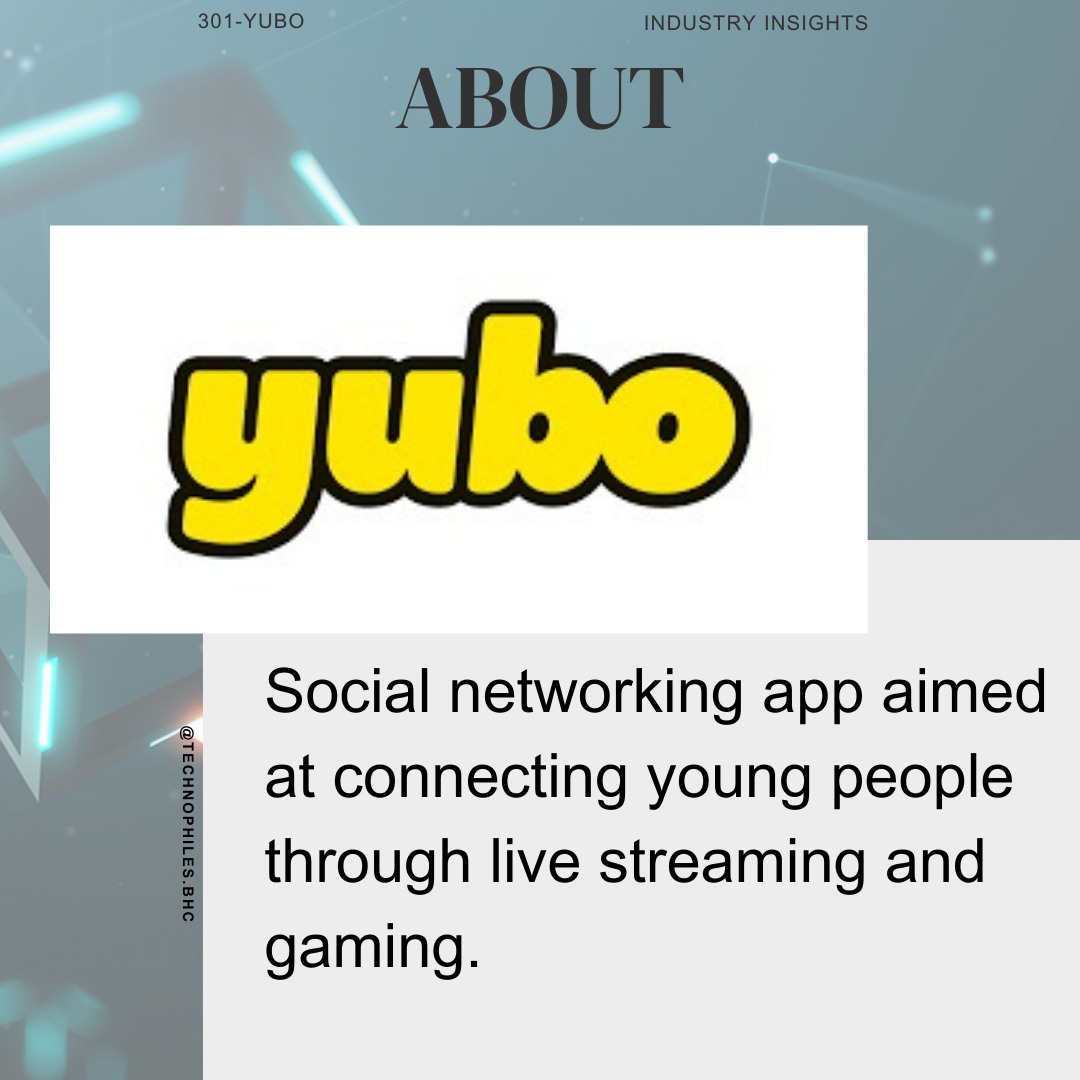 301-YUBO
INDUSTRY INSIGHTS
ABOUT
yubo
Social networking app aimed
at connecting young people
through live streaming and
gaming.
@TECHNOPHILES.BHC